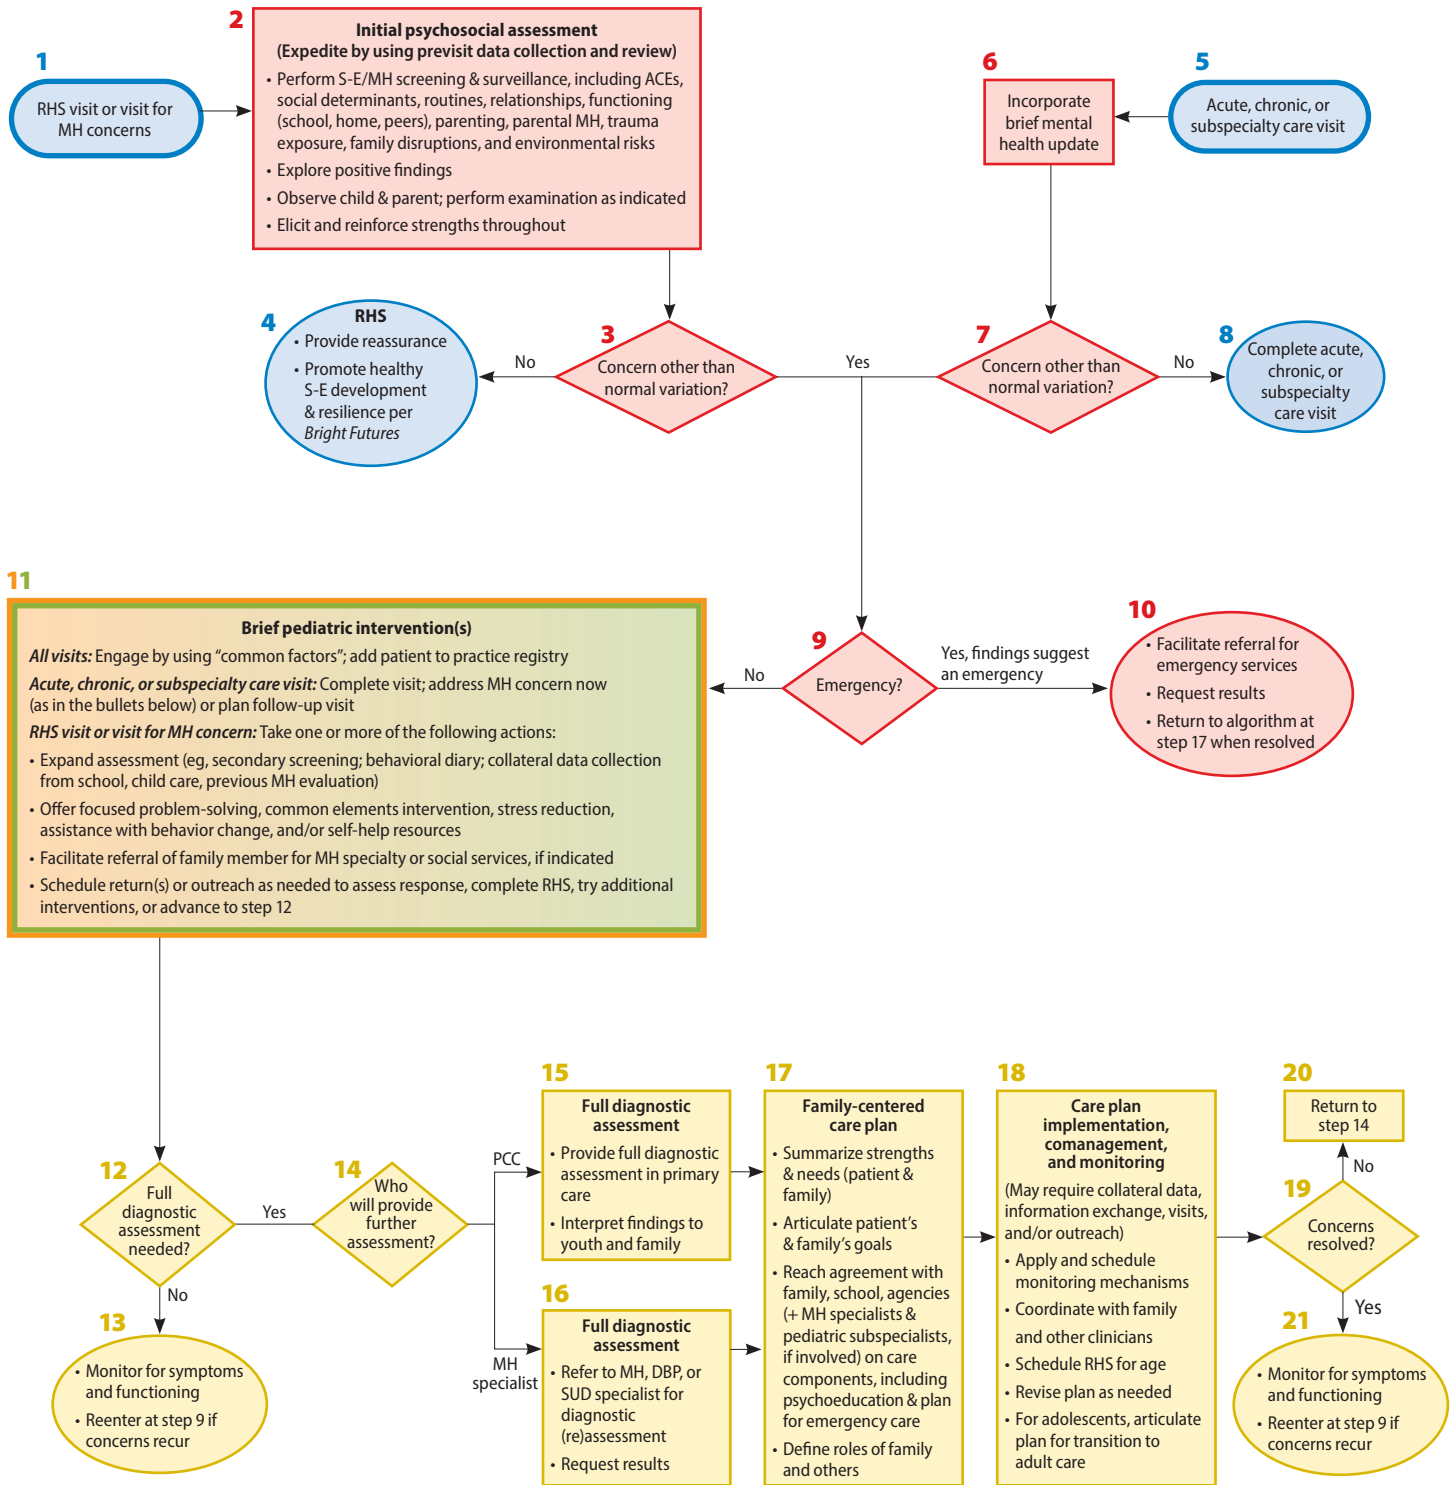 1
RHS visit or visit for
MH concerns
2
Initial psychosocial assessment
(Expedite by using previsit data collection and review)
• Perform S-E/MH screening & surveillance, including ACEs,
social determinants, routines, relationships, functioning
(school, home, peers), parenting, parental MH, trauma
exposure, family disruptions, and environmental risks
• Explore positive findings
• Observe child & parent; perform examination as indicated
• Elicit and reinforce strengths throughout
6
Incorporate
brief mental
health update
5
Acute, chronic, or
subspecialty care visit
4
RHS
• Provide reassurance
• Promote healthy
S-E development
& resilience per
Bright Futures
No
3
Concern other than
normal variation?
Yes
7
Concern other than
normal variation?
No
8
Complete acute,
chronic, or
subspecialty
care visit
9
Emergency?
Yes, findings suggest
an emergency
10
• Facilitate referral for
emergency services
• Request results
• Return to algorithm at
step 17 when resolved
No
11
Brief pediatric intervention(s)
All visits: Engage by using “common factors”; add patient to practice registry
Acute, chronic, or subspecialty care visit: Complete visit; address MH concern now
(as in the bullets below) or plan follow-up visit
RHS visit or visit for MH concern: Take one or more of the following actions:
• Expand assessment (eg, secondary screening; behavioral diary; collateral data collection
from school, child care, previous MH evaluation)
• Offer focused problem-solving, common elements intervention, stress reduction,
assistance with behavior change, and/or self-help resources
• Facilitate referral of family member for MH specialty or social services, if indicated
• Schedule return(s) or outreach as needed to assess response, complete RHS, try additional
interventions, or advance to step 12
12
Full
diagnostic
assessment
needed?
No
13
• Monitor for symptoms
and functioning
• Reenter at step 9 if
concerns recur
Yes
14
Who
will provide
further
assessment?
PCC
MH
specialist
15
Full diagnostic
assessment
• Provide full diagnostic
assessment in primary
care
• Interpret findings to
youth and family
16
Full diagnostic
assessment
• Refer to MH, DBP, or
SUD specialist for
diagnostic
(re)assessment
• Request results
17
Family-centered
care plan
• Summarize strengths
& needs (patient &
family)
• Articulate patient’s
& family’s goals
• Reach agreement with
family, school, agencies
(+ MH specialists &
pediatric subspecialists,
if involved) on care
components, including
psychoeducation & plan
for emergency care
• Define roles of family
and others
18
Care plan
implementation,
comanagement,
and monitoring
(May require collateral data,
information exchange, visits,
and/or outreach)
• Apply and schedule
monitoring mechanisms
• Coordinate with family
and other clinicians
• Schedule RHS for age
• Revise plan as needed
• For adolescents, articulate
plan for transition to
adult care
20
Return to
step 14
No
19
Concerns
resolved?
Yes
21
• Monitor for symptoms
and functioning
• Reenter at step 9 if
concerns recur